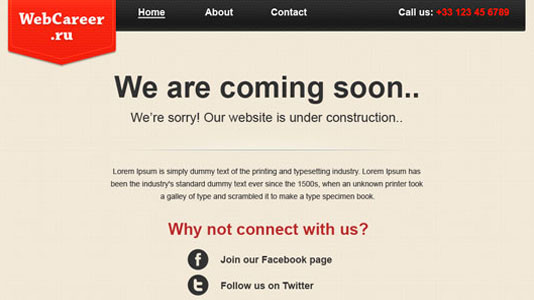 WebCareer
.ru
Home About Contact Call us: +33 123 45 6789
We are coming soon..
We're sorry! Our website is under construction..
Lorem Ipsum is simply dummy text of the printing and typesetting industry. Lorem Ipsum has
been the industry's standard dummy text ever since the 1500s, when an unknown printer took
a galley of type and scrambled it to make a type specimen book.
Why not connect with us?
Join our Facebook page
Follow us on Twitter